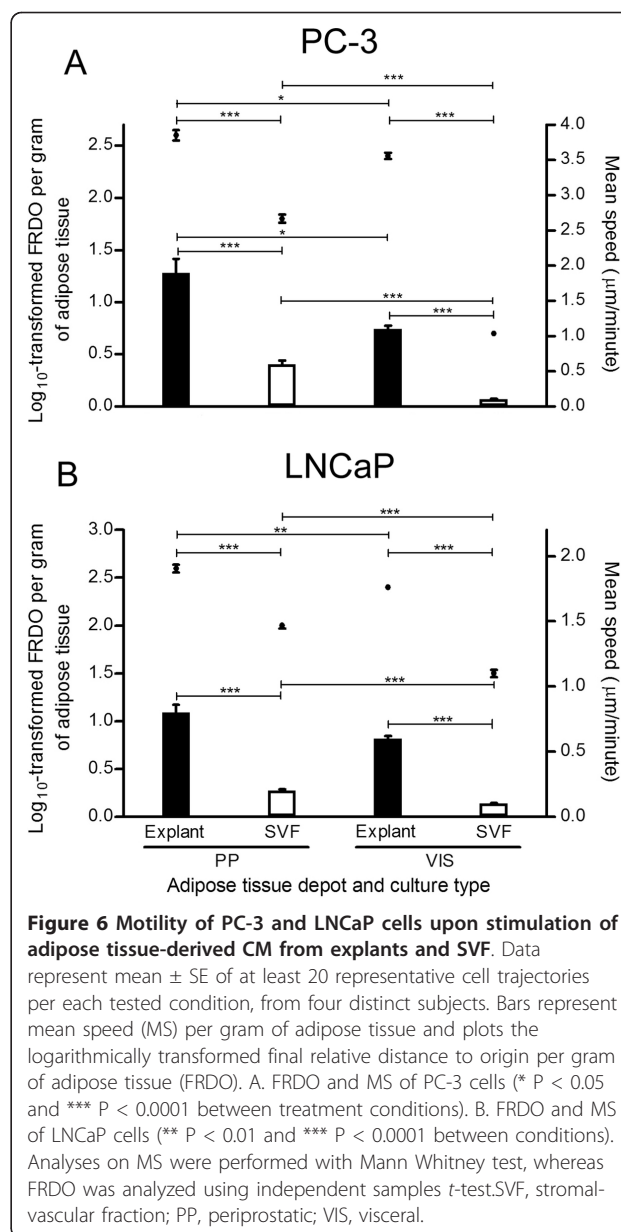 A
PC-3
***
*
***
***
*
***
***
***
2.5
2.0
1.5
1.0
0.5
0.0
Log10-transformed FRDO per gram
of adipose tissue
4.0
3.5
3.0
2.5
2.0
1.5
1.0
0.5
0.0
Mean speed (μm/minute)
B
LNCaP
***
**
***
***
***
***
***
3.0
2.5
2.0
1.5
1.0
0.5
0.0
Log10-transformed FRDO per gram
of adipose tissue
2.0
1.5
1.0
0.5
0.0
Mean speed (μm/minute)
Explant SVF Explant SVF
PP VIS
Adipose tissue depot and culture type
Figure 6 Motility of PC-3 and LNCaP cells upon stimulation of
adipose tissue-derived CM from explants and SVF. Data
represent mean ± SE of at least 20 representative cell trajectories
per each tested condition, from four distinct subjects. Bars represent
mean speed (MS) per gram of adipose tissue and plots the
logarithmically transformed final relative distance to origin per gram
of adipose tissue (FRDO). A. FRDO and MS of PC-3 cells (* P < 0.05
and *** P < 0.0001 between treatment conditions). B. FRDO and MS
of LNCaP cells (** P < 0.01 and *** P < 0.0001 between conditions).
Analyses on MS were performed with Mann Whitney test, whereas
FRDO was analyzed using independent samples t-test.SVF, stromal-
vascular fraction; PP, periprostatic; VIS, visceral.